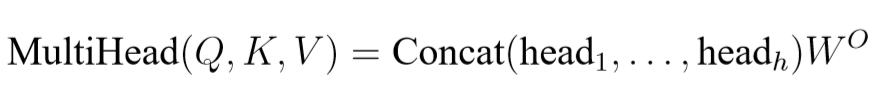 MultiHead(Q, K, V) = Concat(head₁, . . . , headₕ)Wᴼ